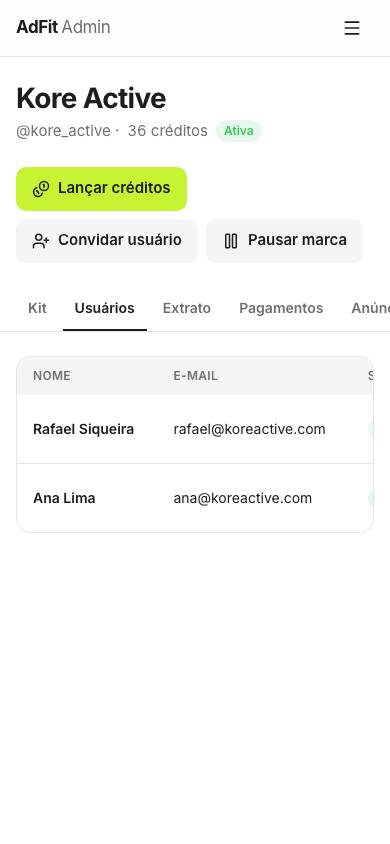 AdFit Admin
Kore Active
@kore_active · 36 créditos Ativa
Lançar créditos
Convidar usuário Pausar marca
Kit Usuários Extrato Pagamentos Anúnc
NOME E-MAIL S
Rafael Siqueira rafael@koreactive.com
Ana Lima ana@koreactive.com